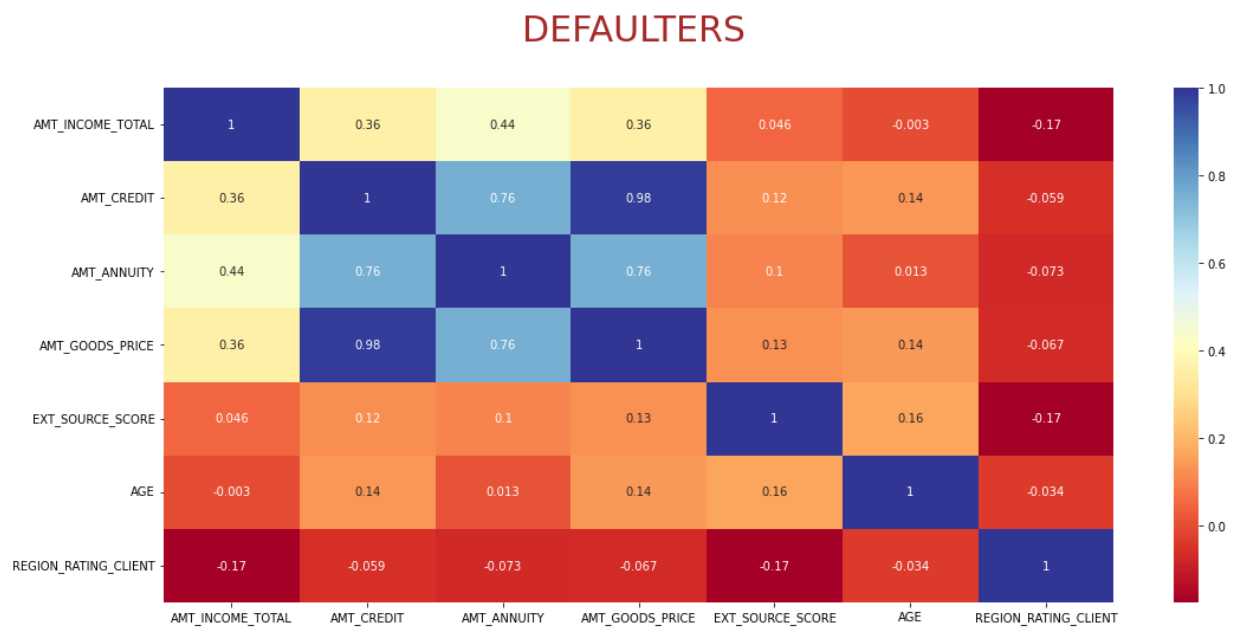 DEFAULTERS
AMT_INCOME_TOTAL 1 0.36 0.44 0.36 0.046 -0.003 -0.17
AMT_CREDIT 0.36 1 0.76 0.98 0.12 0.14 -0.059
AMT_ANNUITY 0.44 0.76 1 0.76 0.1 0.013 -0.073
AMT_GOODS_PRICE 0.36 0.98 0.76 1 0.13 0.14 -0.067
EXT_SOURCE_SCORE 0.046 0.12 0.1 0.13 1 0.16 -0.17
AGE -0.003 0.14 0.013 0.14 0.16 1 -0.034
REGION_RATING_CLIENT -0.17 -0.059 -0.073 -0.067 -0.17 -0.034 1
AMT_INCOME_TOTAL AMT_CREDIT AMT_ANNUITY AMT_GOODS_PRICE EXT_SOURCE_SCORE AGE REGION_RATING_CLIENT
1.0
0.8
0.6
0.4
0.2
0.0